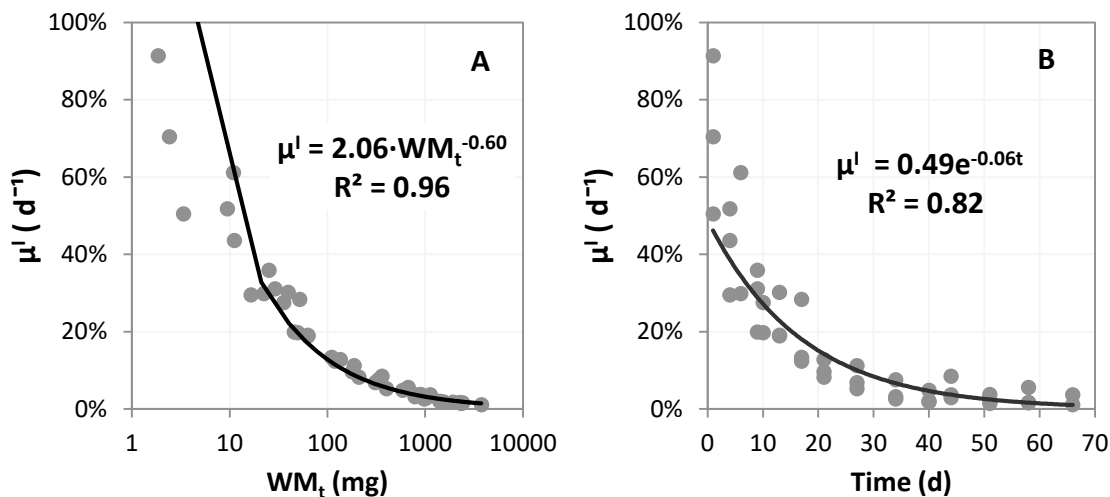 100%
80%
60%
40%
20%
0%
μᴵ ( d⁻¹)
A
μᴵ = 2.06·WMₜ⁻⁰·⁶⁰
R² = 0.96
1 10 100 1000 10000
WMₜ (mg)
100%
80%
60%
40%
20%
0%
μᴵ ( d⁻¹)
B
μᴵ = 0.49e⁻⁰·⁰⁶ᵗ
R² = 0.82
0 10 20 30 40 50 60 70
Time (d)